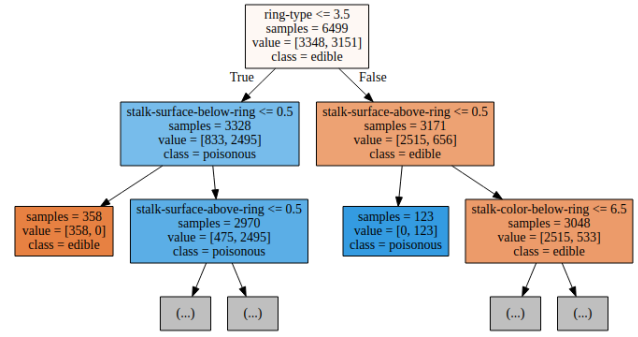 ring-type <= 3.5
samples = 6499
value = [3348, 3151]
class = edible
True
False
stalk-surface-below-ring <= 0.5
samples = 3328
value = [833, 2495]
class = poisonous
stalk-surface-above-ring <= 0.5
samples = 3171
value = [2515, 656]
class = edible
samples = 358
value = [358, 0]
class = edible
stalk-surface-above-ring <= 0.5
samples = 2970
value = [475, 2495]
class = poisonous
samples = 123
value = [0, 123]
class = poisonous
stalk-color-below-ring <= 6.5
samples = 3048
value = [2515, 533]
class = edible
(...)
(...)
(...)
(...)